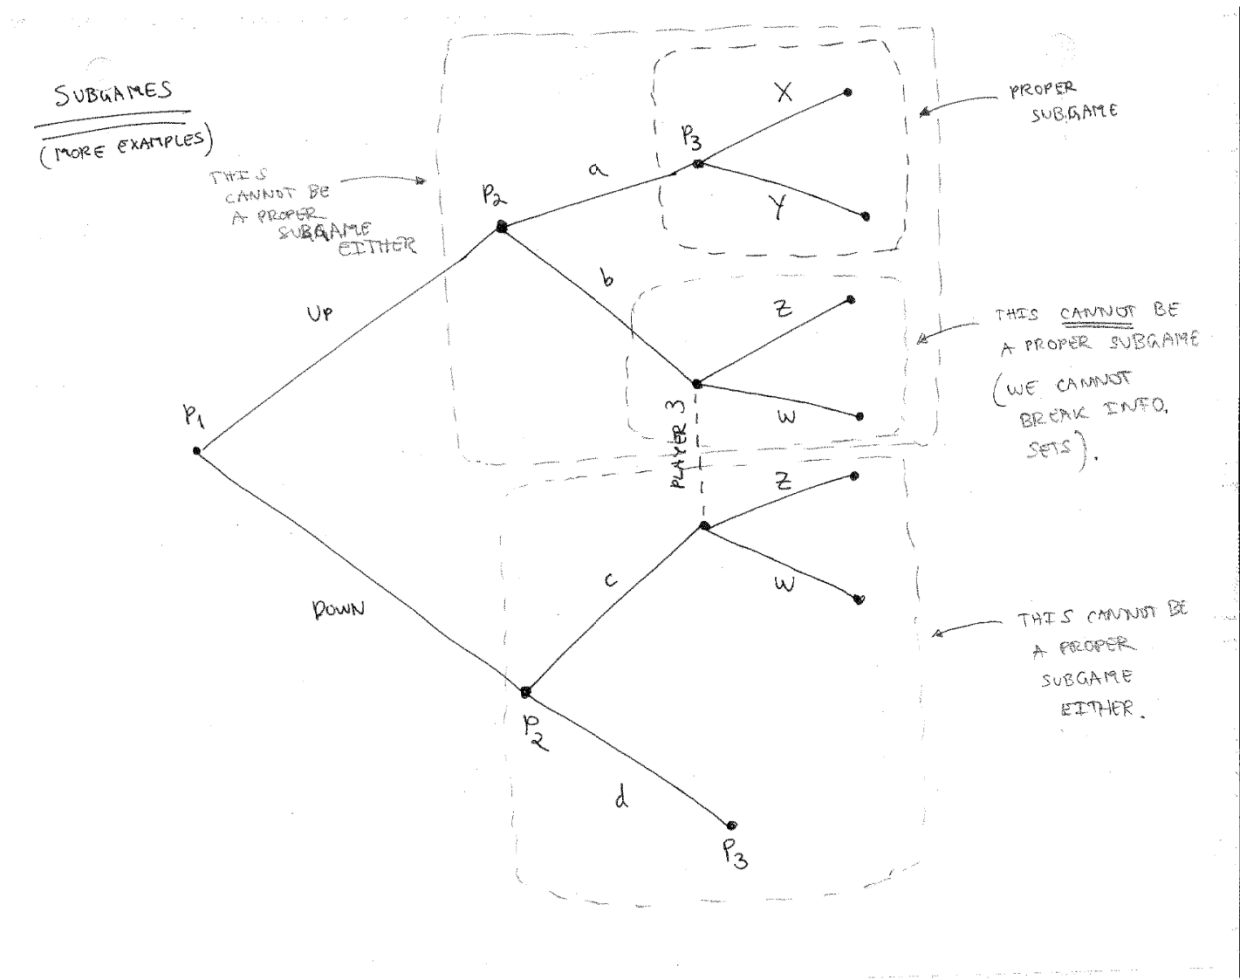 SUBGAMES
(MORE EXAMPLES)
THIS
CANNOT BE
A PROPER
SUBGAME
EITHER
PROPER
SUBGAME
X
P3
a
Y
P2
b
UP
Z
THIS CANNOT BE
A PROPER SUBGAME
(WE CANNOT
BREAK INFO.
SETS).
W
P1
PLAYER 3
Z
c
W
DOWN
THIS CANNOT BE
A PROPER
SUBGAME
EITHER.
P2
d
P3